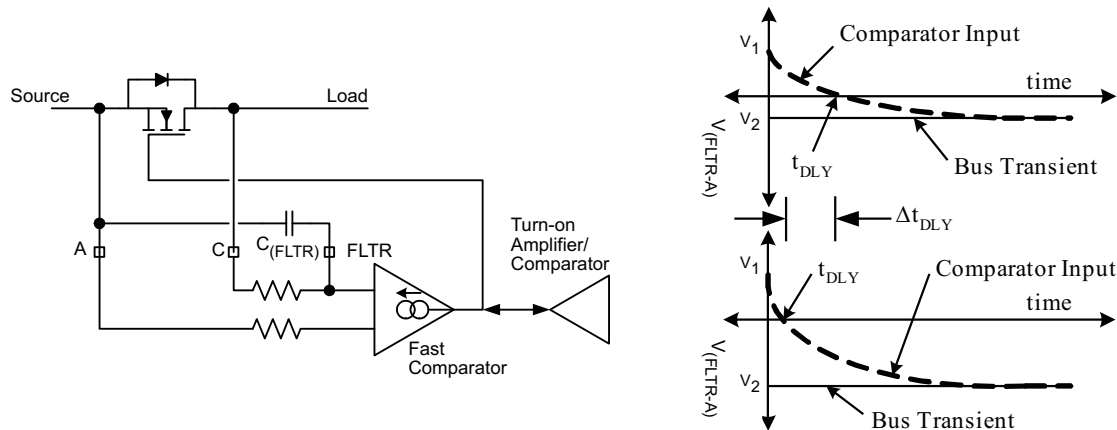 Source
Load
A
C
C(FLTR)
FLTR
Turn-on
Amplifier/
Comparator
Fast
Comparator
V1
Comparator Input
time
V2
V(FLTR-A)
tDLY
Bus Transient
ΔtDLY
V1
tDLY
Comparator Input
time
V2
V(FLTR-A)
Bus Transient